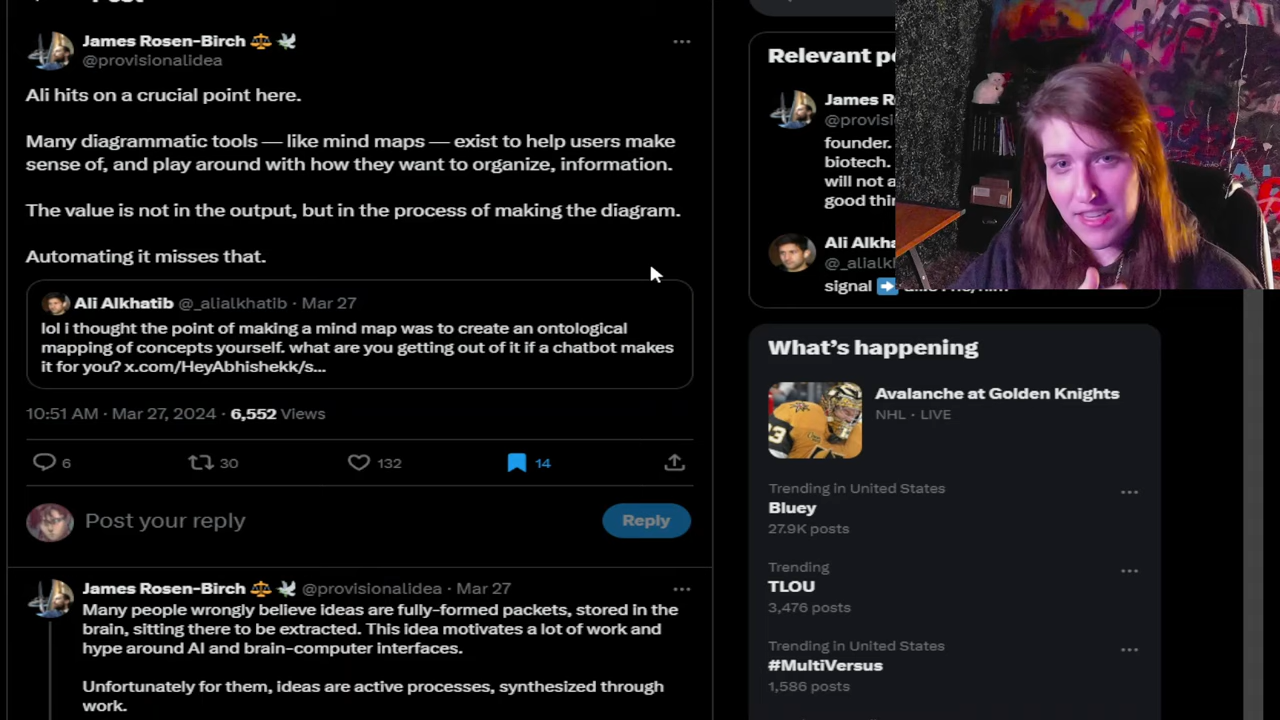 James Rosen-Birch ⚖️ 🕊️
@provisionalidea
Ali hits on a crucial point here.
Many diagrammatic tools — like mind maps — exist to help users make
sense of, and play around with how they want to organize, information.
The value is not in the output, but in the process of making the diagram.
Automating it misses that.
Ali Alkhatib @_alialkhatib · Mar 27
lol i thought the point of making a mind map was to create an ontological
mapping of concepts yourself. what are you getting out of it if a chatbot makes
it for you? x.com/HeyAbhishekk/s...
10:51 AM · Mar 27, 2024 · 6,552 Views
6
30
132
14
Post your reply
Reply
James Rosen-Birch ⚖️ 🕊️ @provisionalidea · Mar 27
Many people wrongly believe ideas are fully-formed packets, stored in the
brain, sitting there to be extracted. This idea motivates a lot of work and
hype around AI and brain-computer interfaces.
Unfortunately for them, ideas are active processes, synthesized through
work.
Relevant
James
founder.
biotech.
will not
good
Ali
signal ➡️
What's happening
Avalanche at Golden Knights
NHL · LIVE
Trending in United States
Bluey
27.9K posts
Trending
TLOU
3,476 posts
Trending in United States
#MultiVersus
1,586 posts